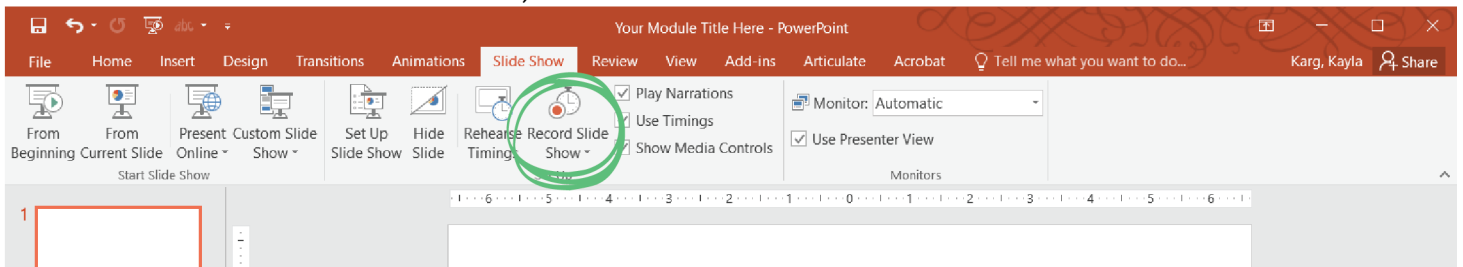 Your Module Title Here - PowerPoint
File Home Insert Design Transitions Animations Slide Show Review View Add-ins Articulate Acrobat Tell me what you want to do... Karg, Kayla Share
From Beginning
From Current Slide
Present Online
Custom Slide Show
Set Up Slide Show
Hide Slide
Rehearse Timings
Record Slide Show
Play Narrations
Use Timings
Show Media Controls
Monitor: Automatic
Use Presenter View
Start Slide Show
Monitors
6 5 4 3 2 1 0 1 2 3 4 5 6
1